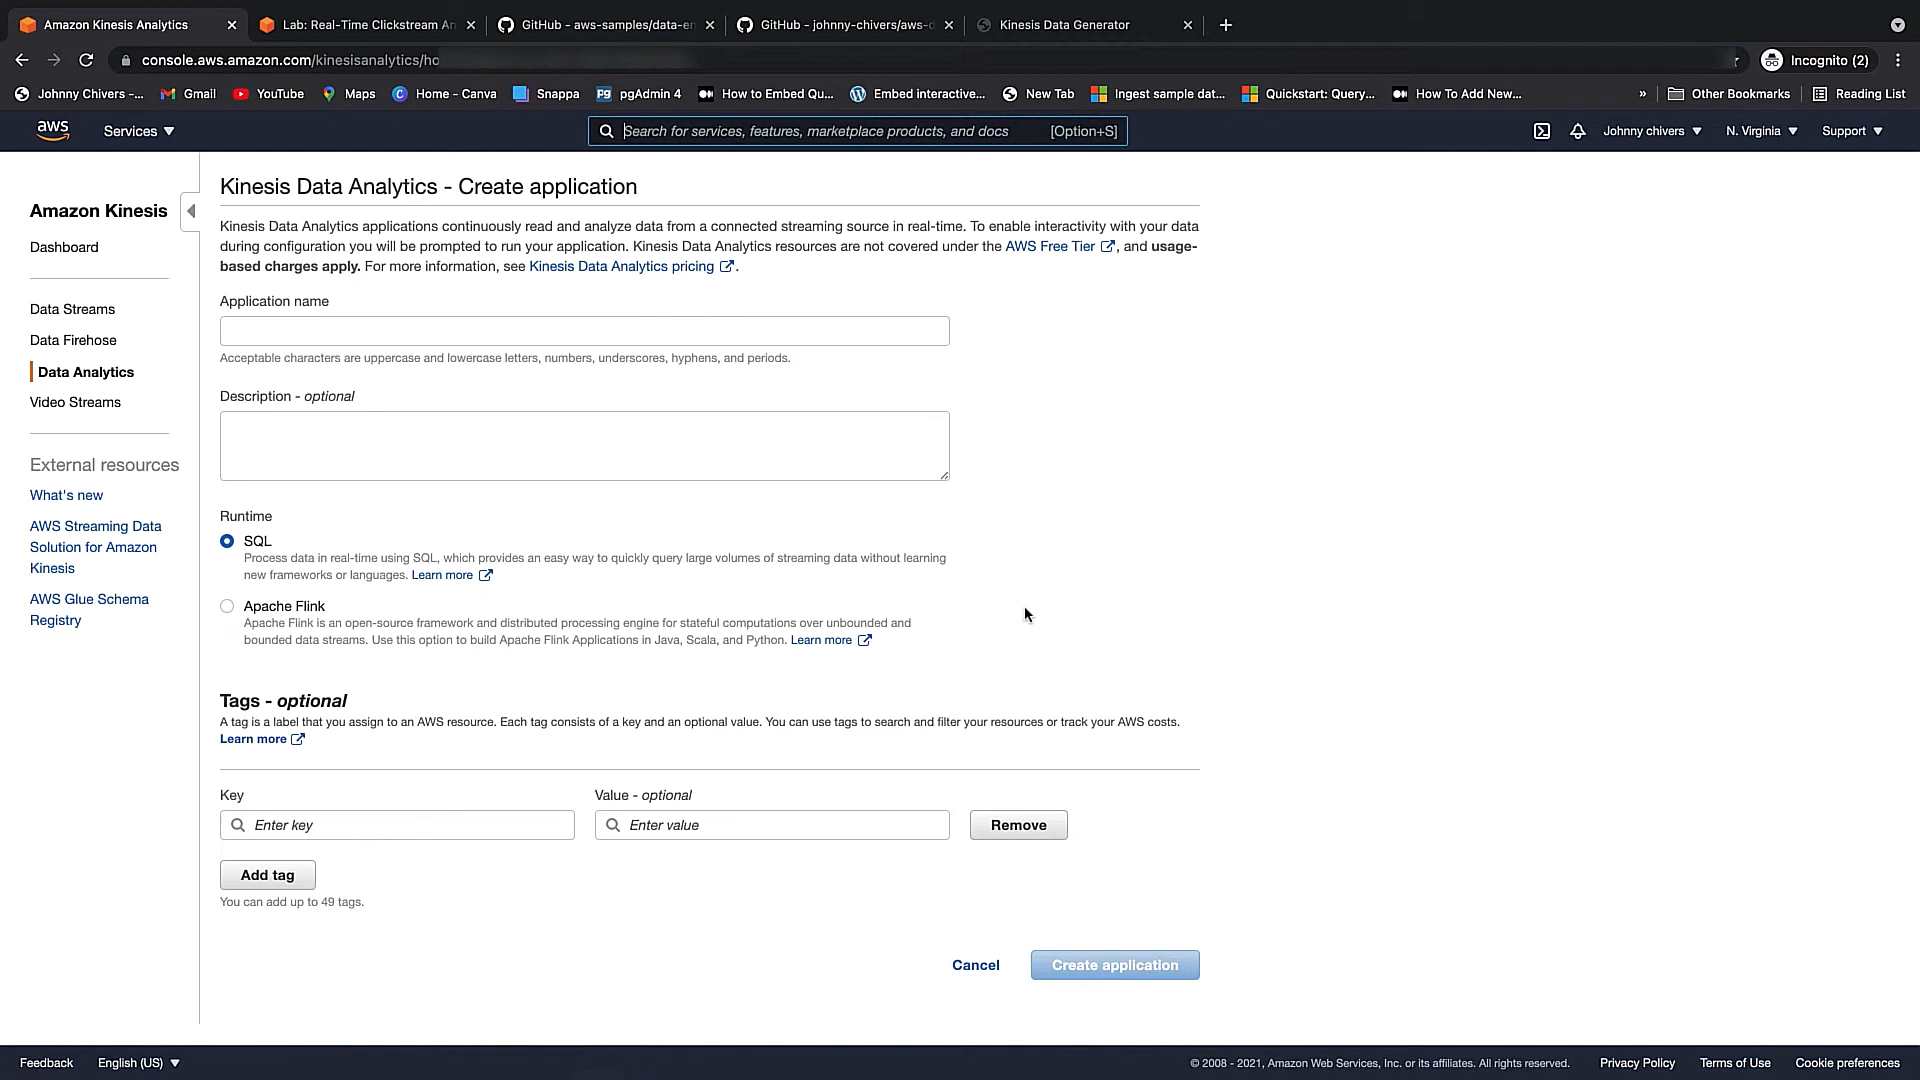 Amazon Kinesis Analytics
Lab: Real-Time Clickstream An
GitHub - aws-samples/data-en
GitHub - johnny-chivers/aws-d
Kinesis Data Generator
console.aws.amazon.com/kinesisanalytics/ho
Incognito (2)
Johnny Chivers -...
Gmail
YouTube
Maps
Home - Canva
Snappa
pgAdmin 4
How to Embed Qu...
Embed interactive...
New Tab
Ingest sample dat...
Quickstart: Query...
How To Add New...
»
Other Bookmarks
Reading List
aws
Services
Search for services, features, marketplace products, and docs
[Option+S]
Johnny chivers
N. Virginia
Support
Amazon Kinesis
Dashboard
Data Streams
Data Firehose
Data Analytics
Video Streams
External resources
What's new
AWS Streaming Data
Solution for Amazon
Kinesis
AWS Glue Schema
Registry
Kinesis Data Analytics - Create application
Kinesis Data Analytics applications continuously read and analyze data from a connected streaming source in real-time. To enable interactivity with your data
during configuration you will be prompted to run your application. Kinesis Data Analytics resources are not covered under the AWS Free Tier, and usage-
based charges apply. For more information, see Kinesis Data Analytics pricing.
Application name
Acceptable characters are uppercase and lowercase letters, numbers, underscores, hyphens, and periods.
Description - optional
Runtime
SQL
Process data in real-time using SQL, which provides an easy way to quickly query large volumes of streaming data without learning
new frameworks or languages. Learn more
Apache Flink
Apache Flink is an open-source framework and distributed processing engine for stateful computations over unbounded and
bounded data streams. Use this option to build Apache Flink Applications in Java, Scala, and Python. Learn more
Tags - optional
A tag is a label that you assign to an AWS resource. Each tag consists of a key and an optional value. You can use tags to search and filter your resources or track your AWS costs.
Learn more
Key
Value - optional
Enter key
Enter value
Remove
Add tag
You can add up to 49 tags.
Cancel
Create application
Feedback
English (US)
© 2008 - 2021, Amazon Web Services, Inc. or its affiliates. All rights reserved.
Privacy Policy
Terms of Use
Cookie preferences